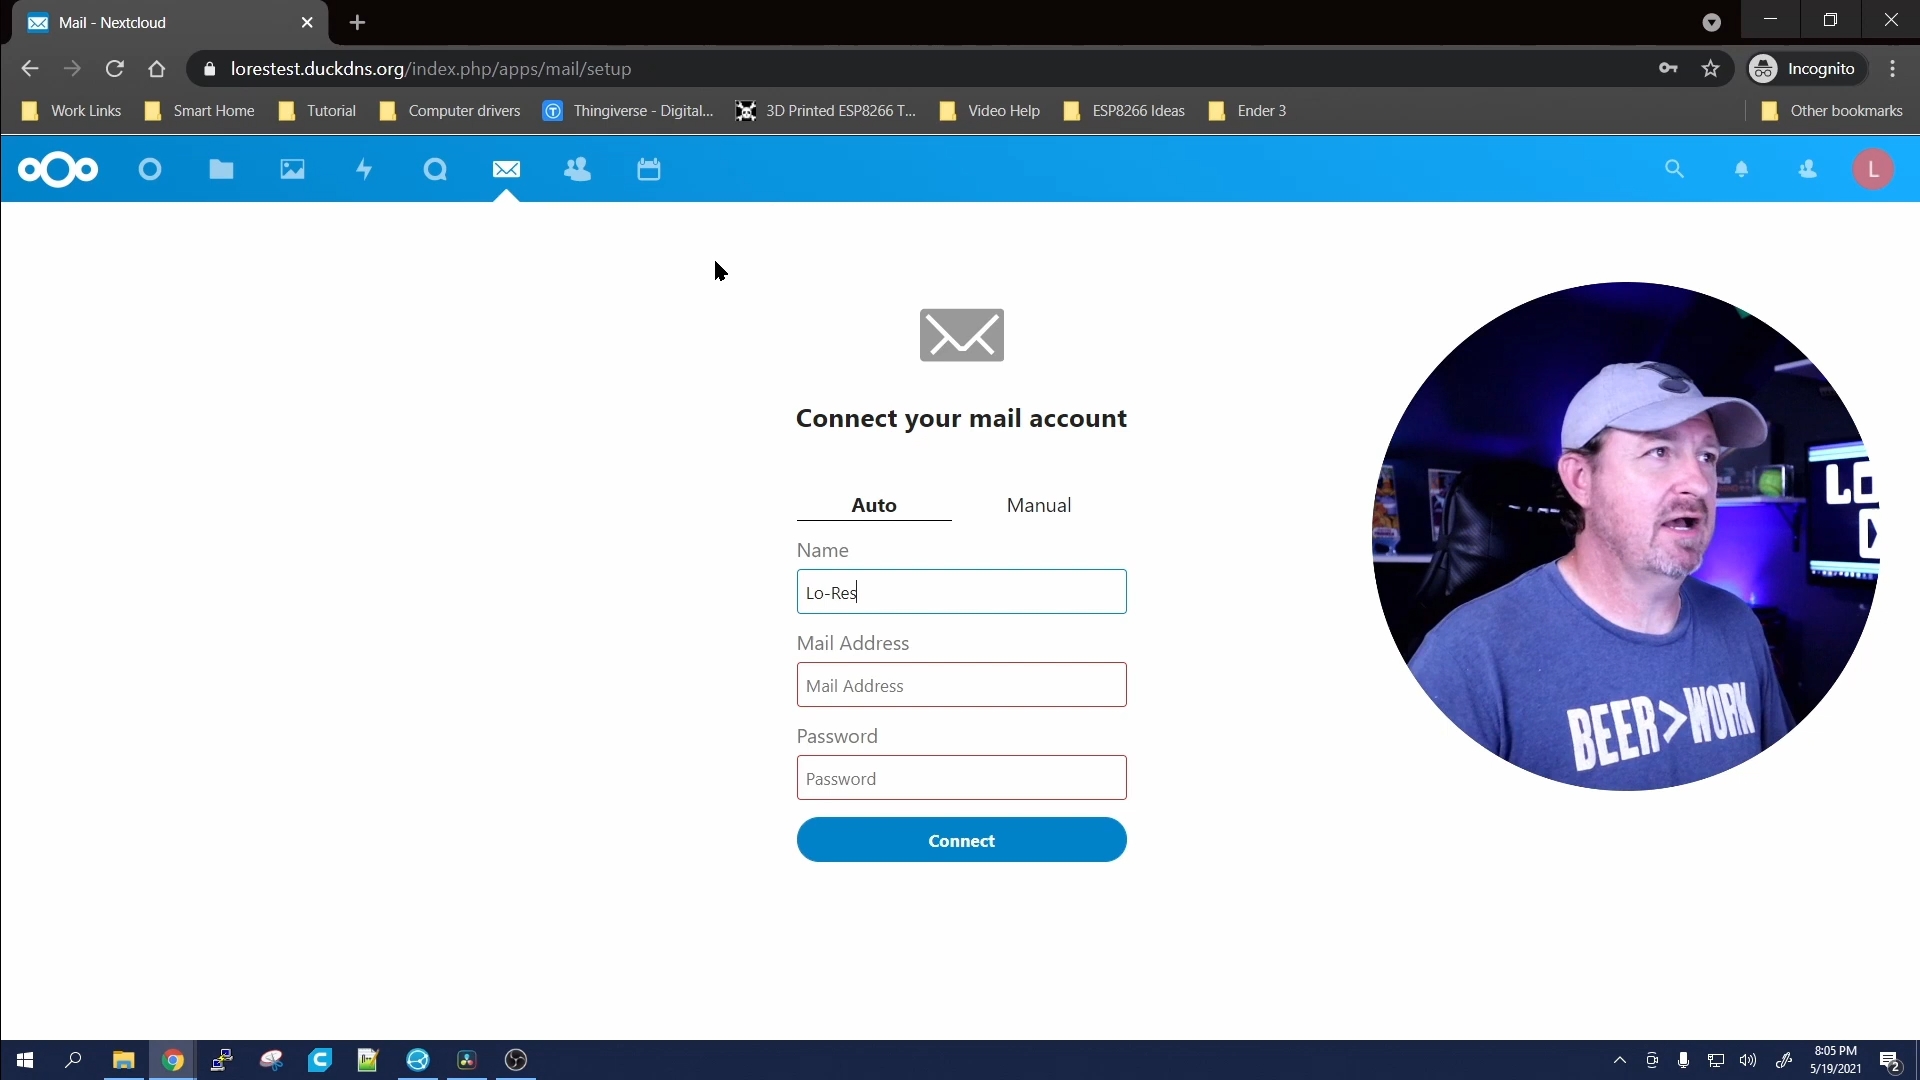 Mail - Nextcloud
lorestest.duckdns.org/index.php/apps/mail/setup
Incognito
Work Links
Smart Home
Tutorial
Computer drivers
Thingiverse - Digital...
3D Printed ESP8266 T...
Video Help
ESP8266 Ideas
Ender 3
Other bookmarks
L
Connect your mail account
Auto
Manual
Name
Lo-Res
Mail Address
Mail Address
Password
Password
Connect
LO
BEER>WORK
8:05 PM
5/19/2021
2